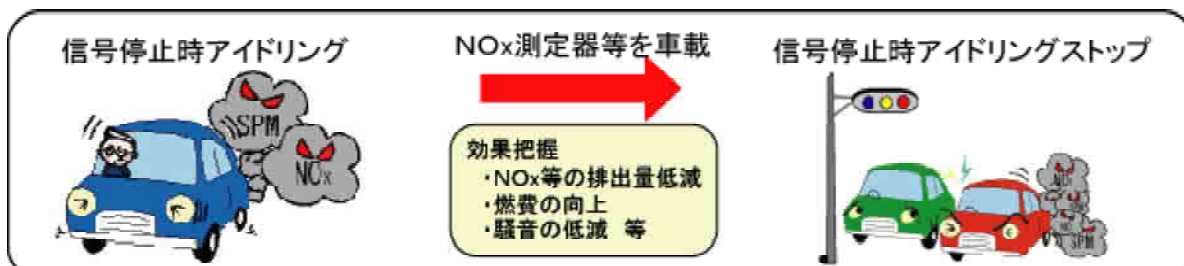 信号停止時アイドリング
SPM
NOx
NOx測定器等を車載
効果把握
・NOx等の排出量低減
・燃費の向上
・騒音の低減 等
信号停止時アイドリングストップ
NOx
SPM